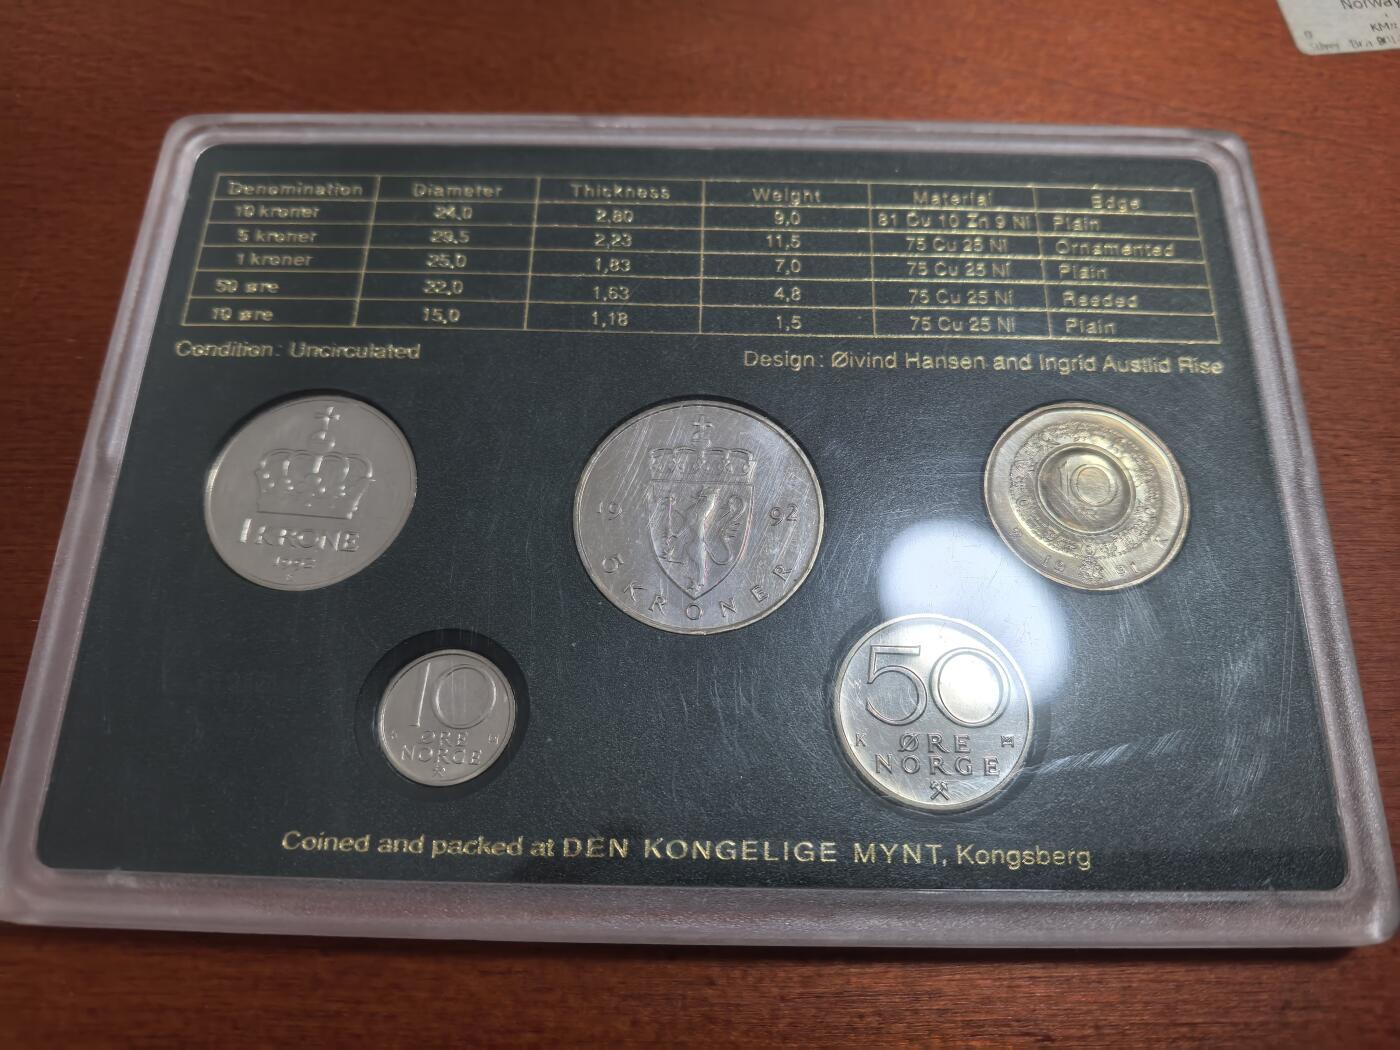 Norway
KM#
Denomination Diameter Thickness Weight Material Edge
10 kroner 24,0 2,80 9,0 81 Cu 10 Zn 9 Ni Plain
5 kroner 29,5 2,23 11,5 75 Cu 25 Ni Ornamented
1 kroner 25,0 1,83 7,0 75 Cu 25 Ni Plain
50 øre 22,0 1,63 4,8 75 Cu 25 Ni Reeded
10 øre 15,0 1,18 1,5 75 Cu 25 Ni Plain
Condition: Uncirculated
Design: Øivind Hansen and Ingrid Austlid Rise
1 KRONE
1992
K
19 92
5 KRONER
10
1991
10
ØRE
NORGE
50
K ØRE
NORGE
Coined and packed at DEN KONGELIGE MYNT, Kongsberg